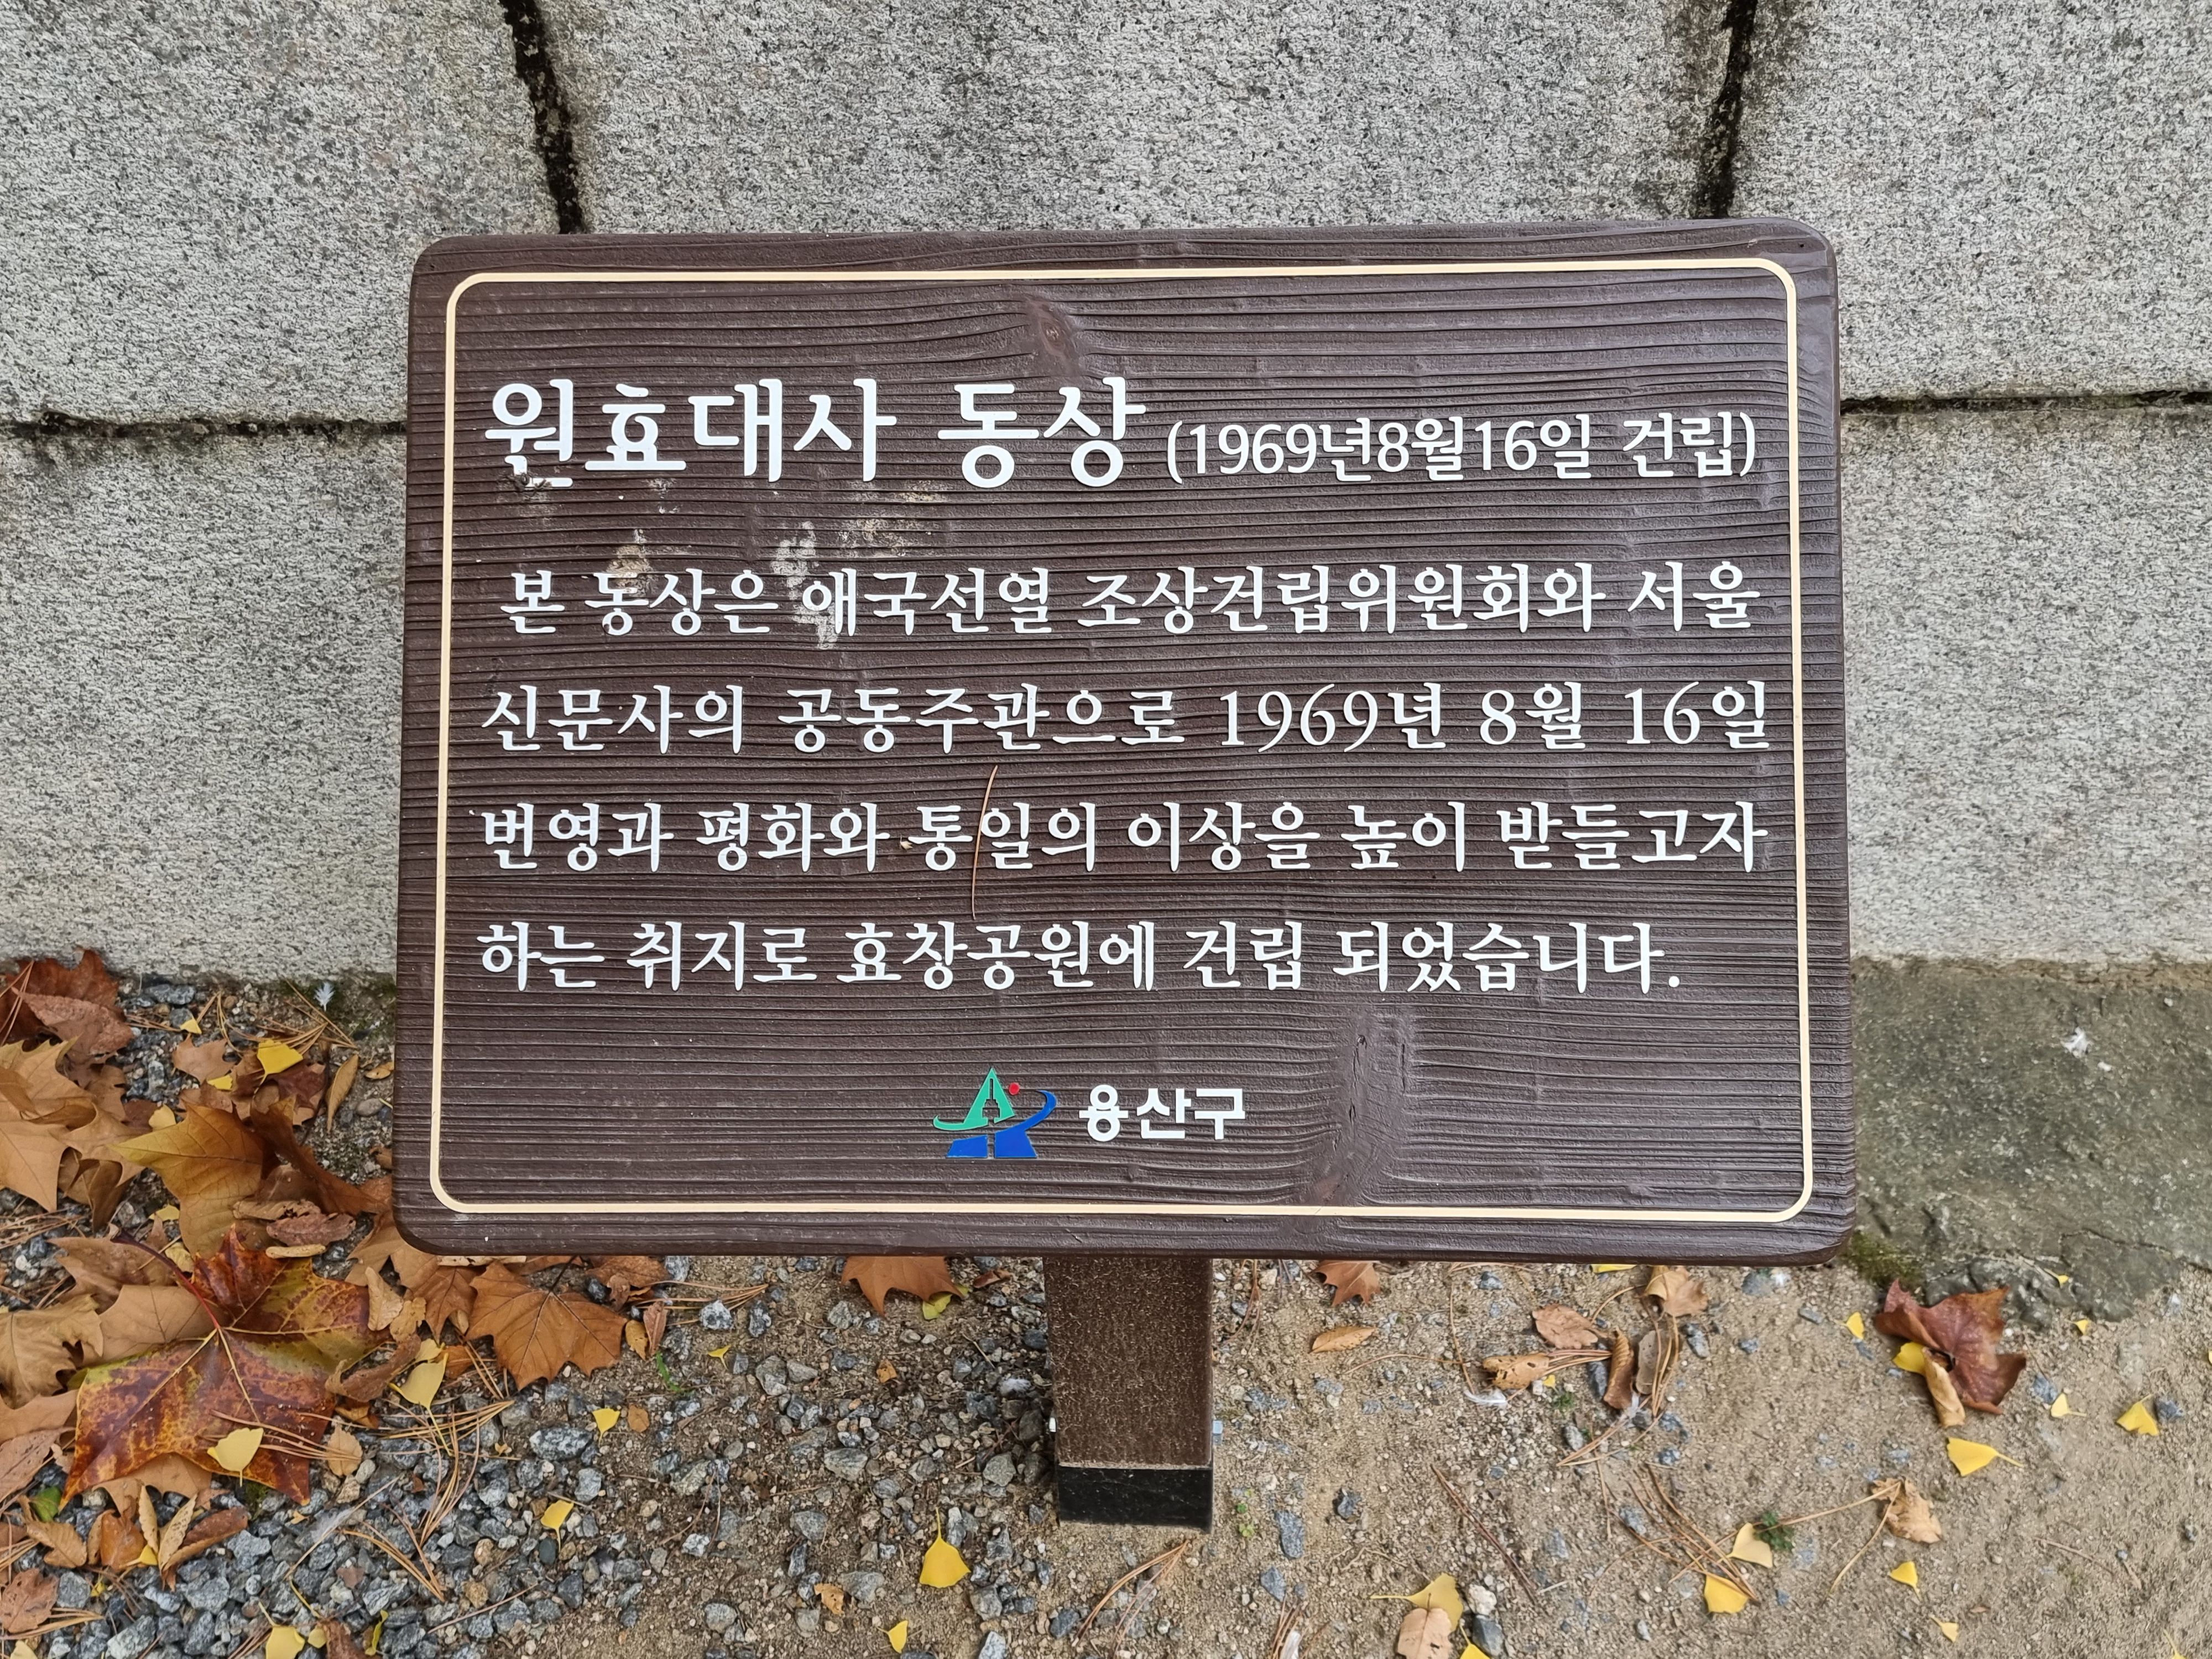 원효대사 동상 (1969년8월16일 건립)
본 동상은 애국선열 조상건립위원회와 서울
신문사의 공동주관으로 1969년 8월 16일
번영과 평화와 통일의 이상을 높이 받들고자
하는 취지로 효창공원에 건립 되었습니다.
용산구